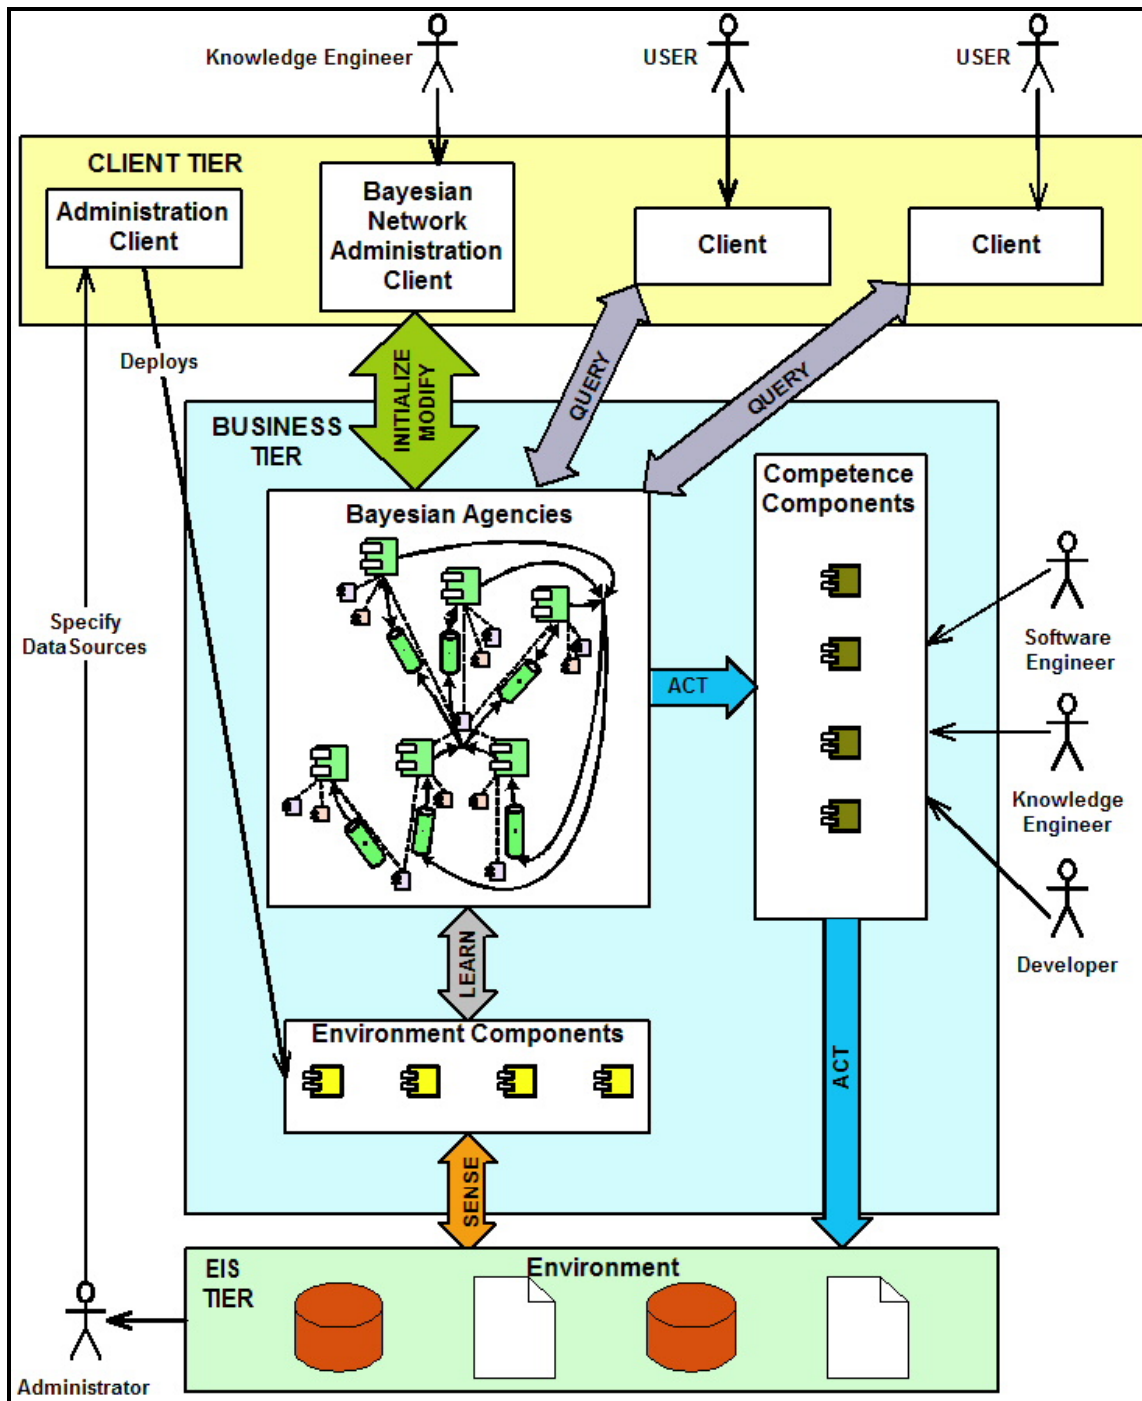 Knowledge Engineer
USER
USER
CLIENT TIER
Administration
Client
Bayesian
Network
Administration
Client
Client
Client
Deploys
INITIALIZE
MODIFY
QUERY
QUERY
BUSINESS
TIER
Bayesian Agencies
Competence
Components
Specify
DataSources
ACT
Software
Engineer
Knowledge
Engineer
Developer
LEARN
Environment Components
ACT
SENSE
EIS
TIER
Environment
Administrator